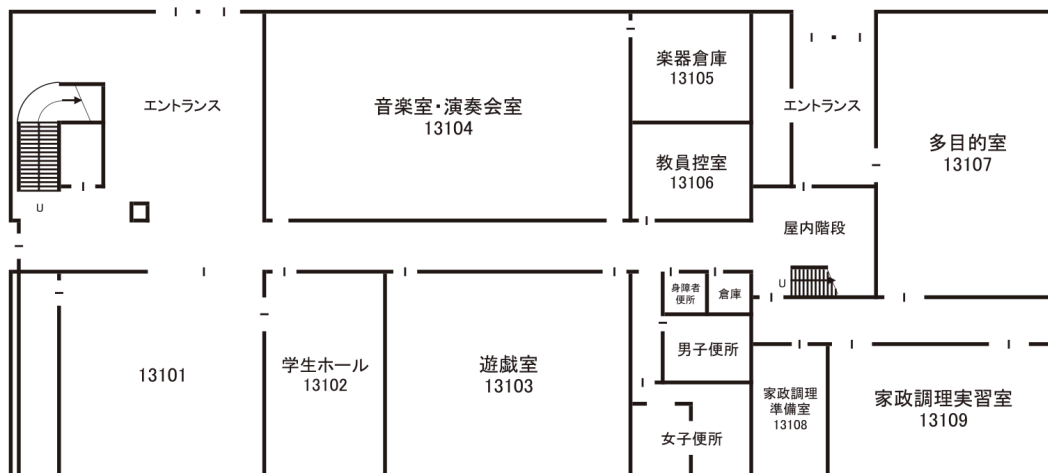 エントランス
音楽室・演奏会室
13104
楽器倉庫
13105
エントランス
多目的室
13107
教員控室
13106
U
屋内階段
U
身障者
便所
倉庫
13101
学生ホール
13102
遊戯室
13103
男子便所
女子便所
家政調理
準備室
13108
家政調理実習室
13109